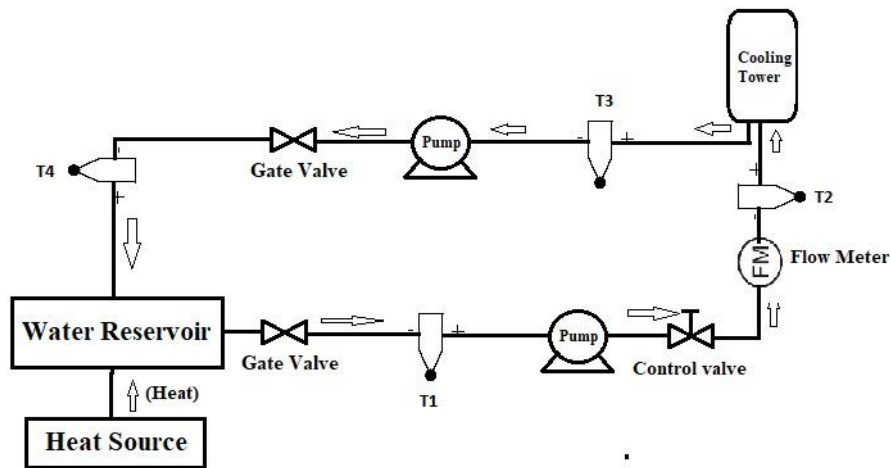 Cooling
Tower
T3
Pump
Gate Valve
T4
T2
FM
Flow Meter
Water Reservoir
Pump
Gate Valve
Control valve
T1
(Heat)
Heat Source